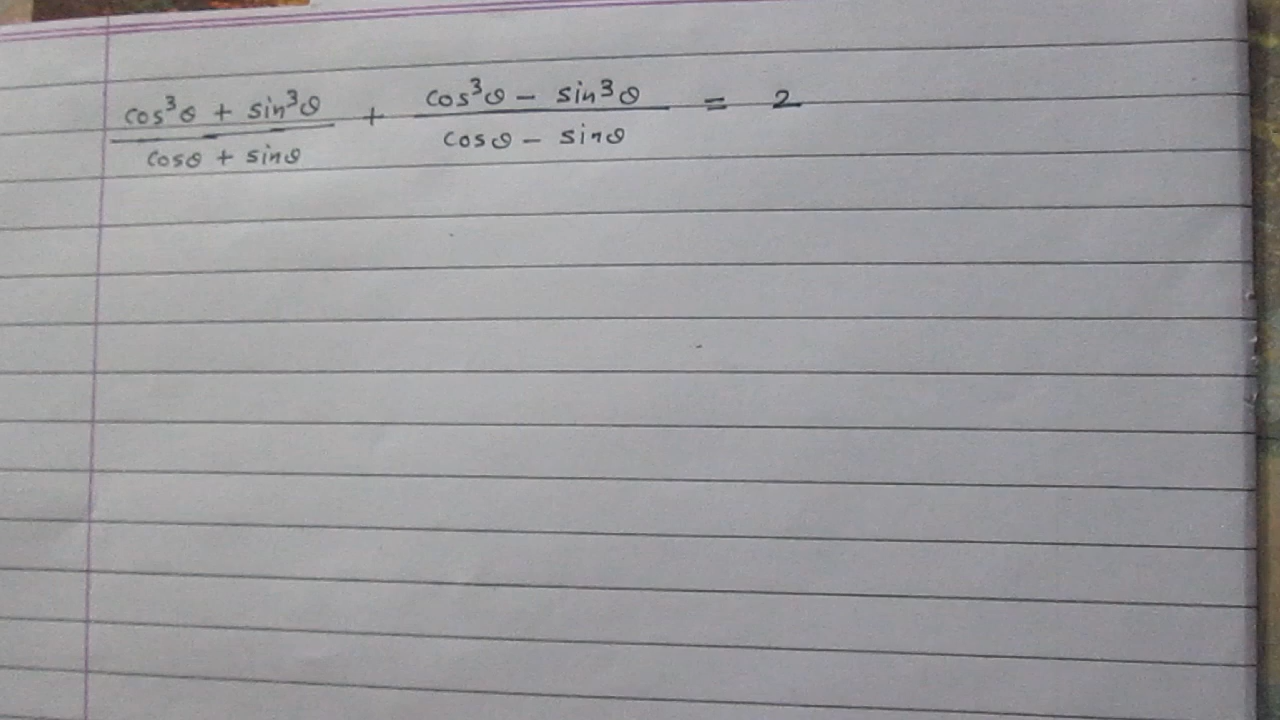 cos³θ + sin³θ / cosθ + sinθ + cos³θ - sin³θ / cosθ - sinθ = 2